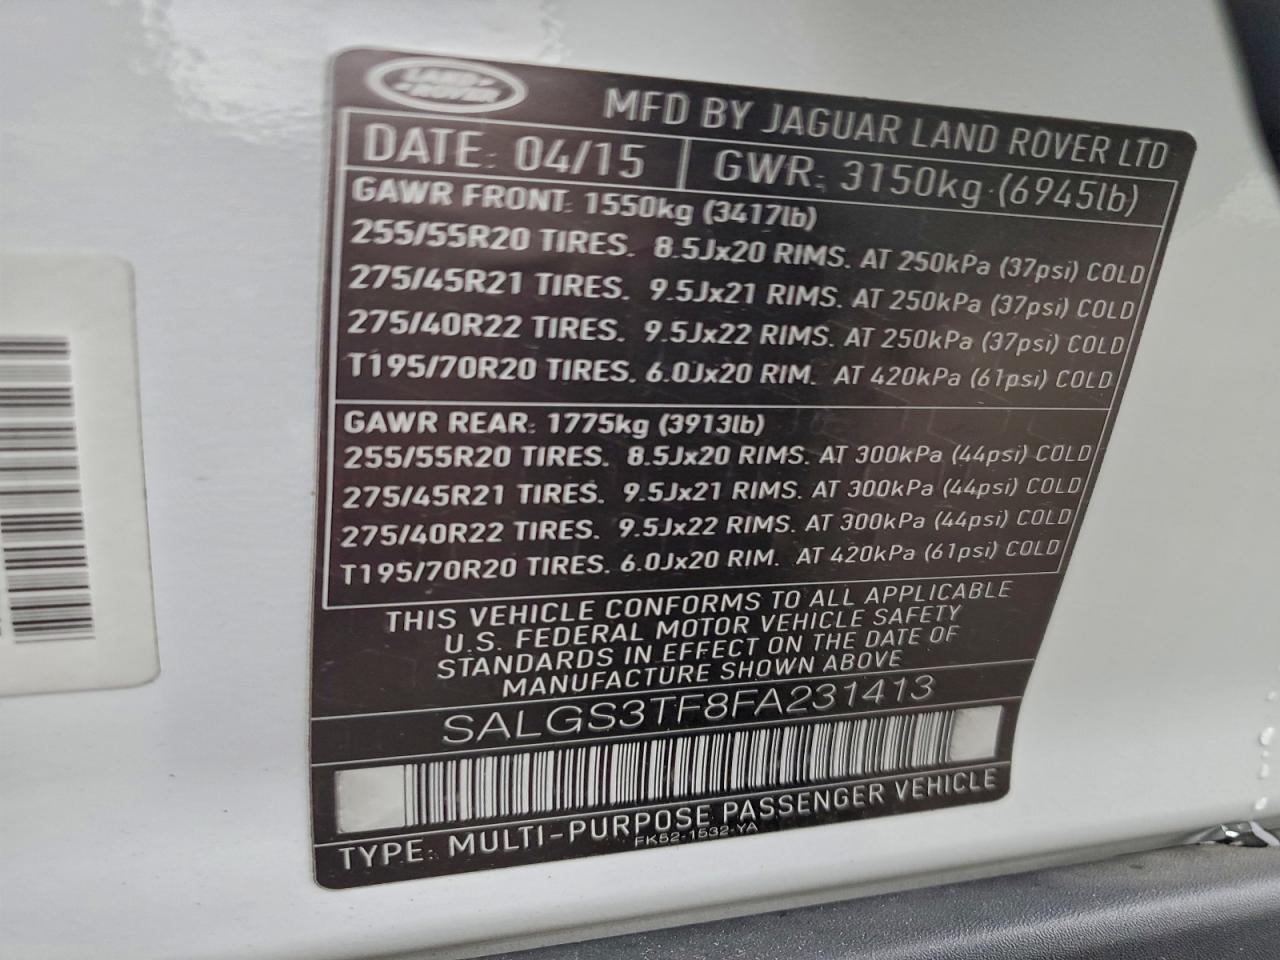 LAND ROVER
MFD BY JAGUAR LAND ROVER LTD
DATE: 04/15 GWR: 3150kg (6945lb)
GAWR FRONT: 1550kg (3417lb)
255/55R20 TIRES. 8.5Jx20 RIMS. AT 250kPa (37psi) COLD
275/45R21 TIRES. 9.5Jx21 RIMS. AT 250kPa (37psi) COLD
275/40R22 TIRES. 9.5Jx22 RIMS. AT 250kPa (37psi) COLD
T195/70R20 TIRES. 6.0Jx20 RIM. AT 420kPa (61psi) COLD
GAWR REAR: 1775kg (3913lb)
255/55R20 TIRES. 8.5Jx20 RIMS. AT 300kPa (44psi) COLD
275/45R21 TIRES. 9.5Jx21 RIMS. AT 300kPa (44psi) COLD
275/40R22 TIRES. 9.5Jx22 RIMS. AT 300kPa (44psi) COLD
T195/70R20 TIRES. 6.0Jx20 RIM. AT 420kPa (61psi) COLD
THIS VEHICLE CONFORMS TO ALL APPLICABLE
U.S. FEDERAL MOTOR VEHICLE SAFETY
STANDARDS IN EFFECT ON THE DATE OF
MANUFACTURE SHOWN ABOVE
SALGS3TF8FA231413
TYPE: MULTI-PURPOSE PASSENGER VEHICLE
FK52-1532-YA